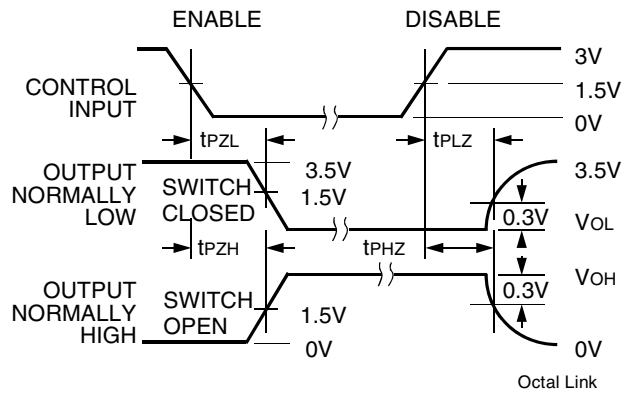 ENABLE DISABLE
CONTROL
INPUT
3V
1.5V
0V
tPZL tPLZ
OUTPUT
NORMALLY
LOW
SWITCH
CLOSED
3.5V
1.5V
3.5V
0.3V
VOL
tPZH tPHZ
OUTPUT
NORMALLY
HIGH
SWITCH
OPEN
1.5V
0V
0.3V
VOH
0V
Octal Link